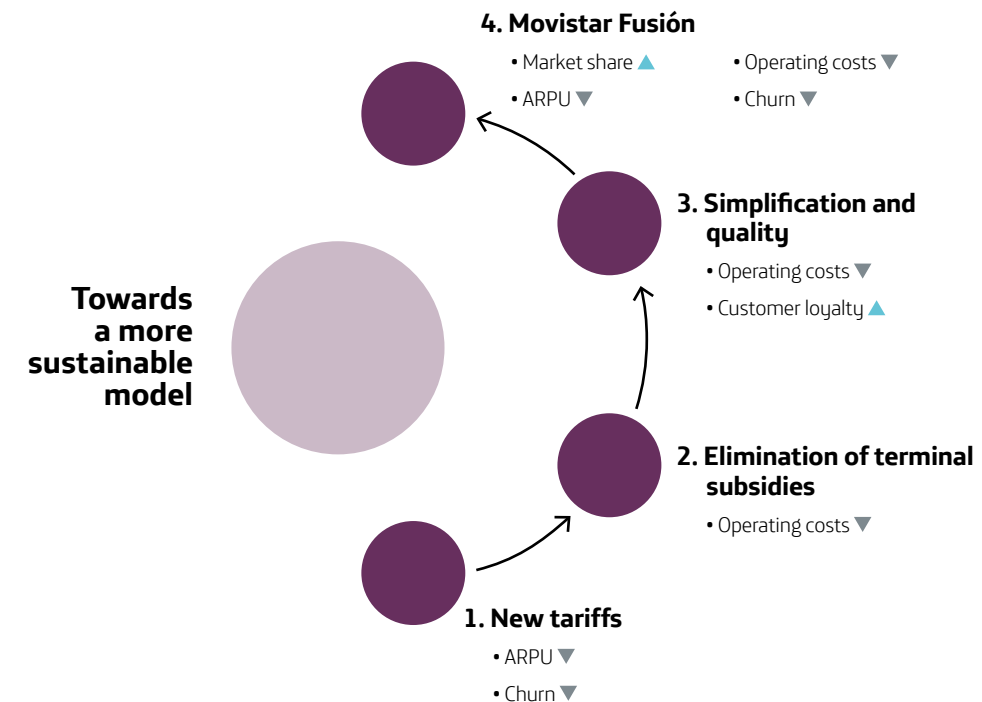 4. Movistar Fusión
• Market share ▲
• Operating costs ▼
• ARPU ▼
• Churn ▼
3. Simplification and
quality
• Operating costs ▼
• Customer loyalty ▲
Towards
a more
sustainable
model
2. Elimination of terminal
subsidies
• Operating costs ▼
1. New tariffs
• ARPU ▼
• Churn ▼